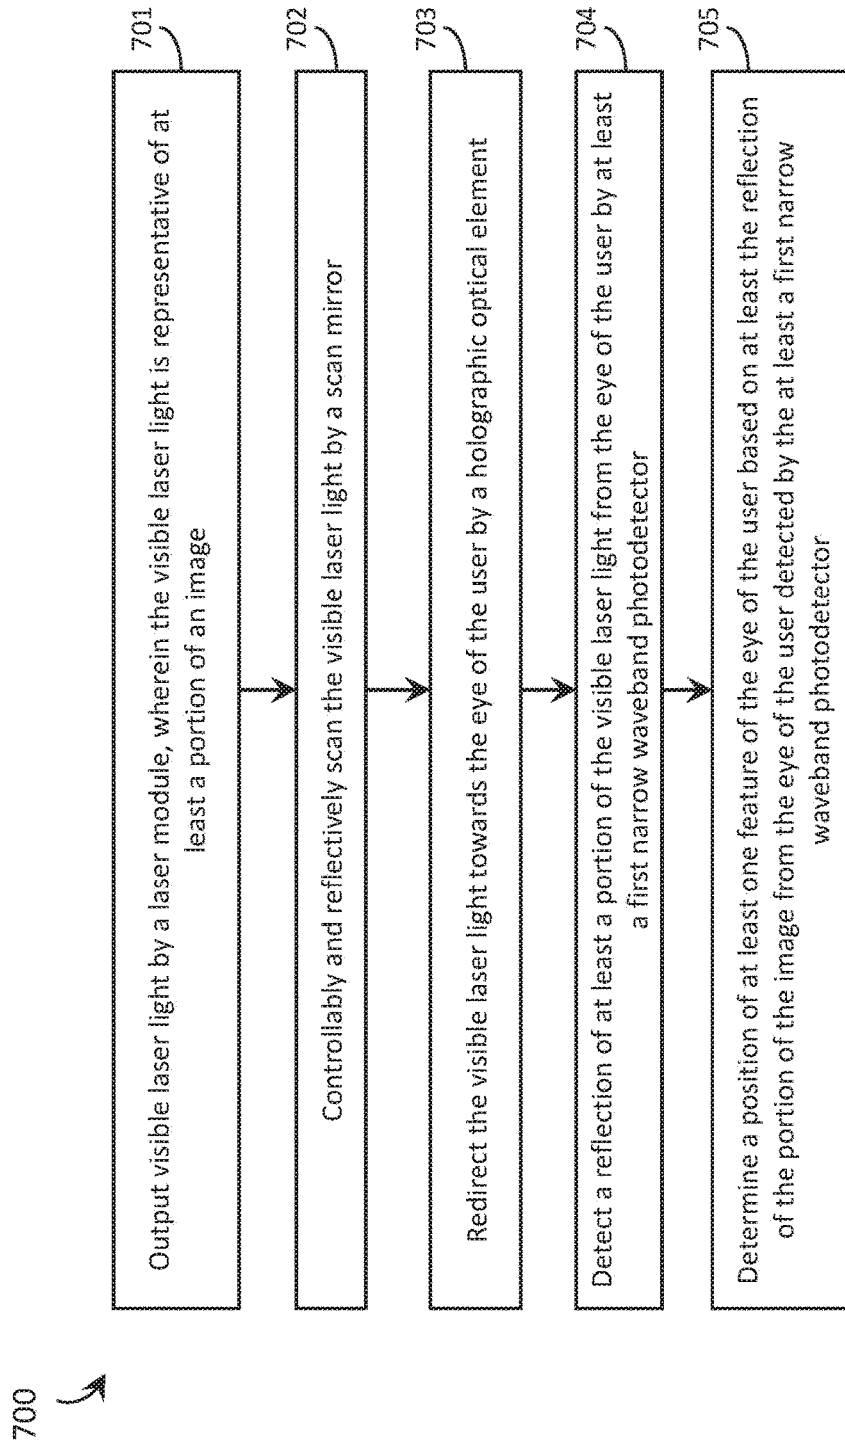 700
701
Output visible laser light by a laser module, wherein the visible laser light is representative of at
least a portion of an image
702
Controllably and reflectively scan the visible laser light by a scan mirror
703
Redirect the visible laser light towards the eye of the user by a holographic optical element
704
Detect a reflection of at least a portion of the visible laser light from the eye of the user by at least
a first narrow waveband photodetector
705
Determine a position of at least one feature of the eye of the user based on at least the reflection
of the portion of the image from the eye of the user detected by the at least a first narrow
waveband photodetector